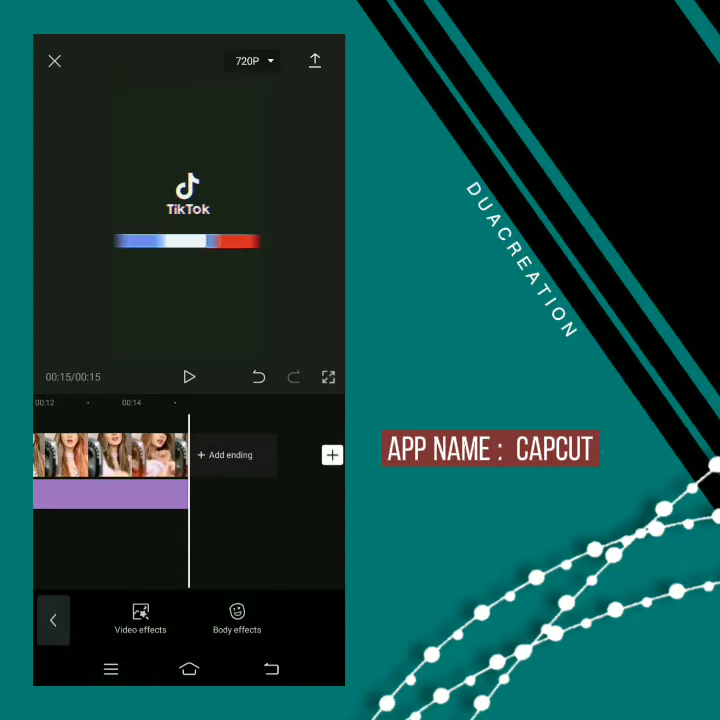 720P
TikTok
DUACREATION
00:15/00:15
00:12
00:14
+ Add ending
APP NAME : CAPCUT
Video effects
Body effects